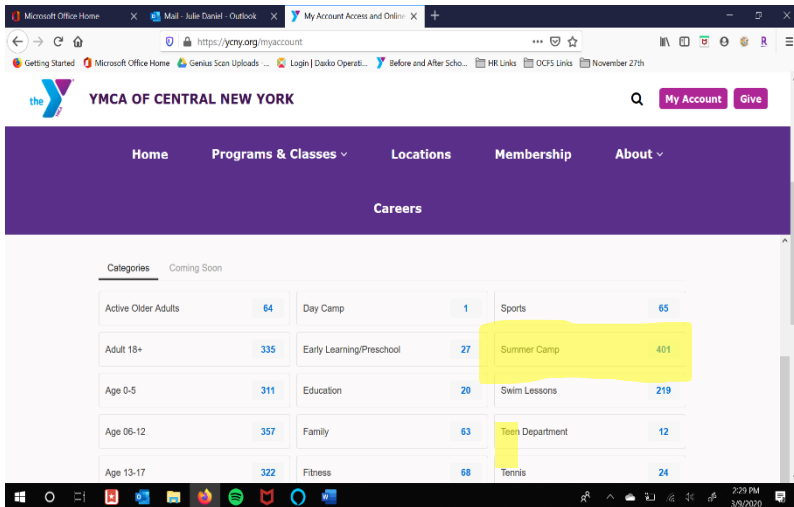 Microsoft Office Home
Mail - Julie Daniel - Outlook
My Account Access and Online
https://ycny.org/myaccount
Getting Started
Microsoft Office Home
Genius Scan Uploads -...
Login | Daxko Operati...
Before and After Scho...
HR Links
OCFS Links
November 27th
the Y YMCA OF CENTRAL NEW YORK
My Account
Give
Home
Programs & Classes
Locations
Membership
About
Careers
Categories
Coming Soon
Active Older Adults 64
Day Camp 1
Sports 65
Adult 18+ 335
Early Learning/Preschool 27
Summer Camp 401
Age 0-5 311
Education 20
Swim Lessons 219
Age 06-12 357
Family 63
Teen Department 12
Age 13-17 322
Fitness 68
Tennis 24
2:29 PM
3/9/2020